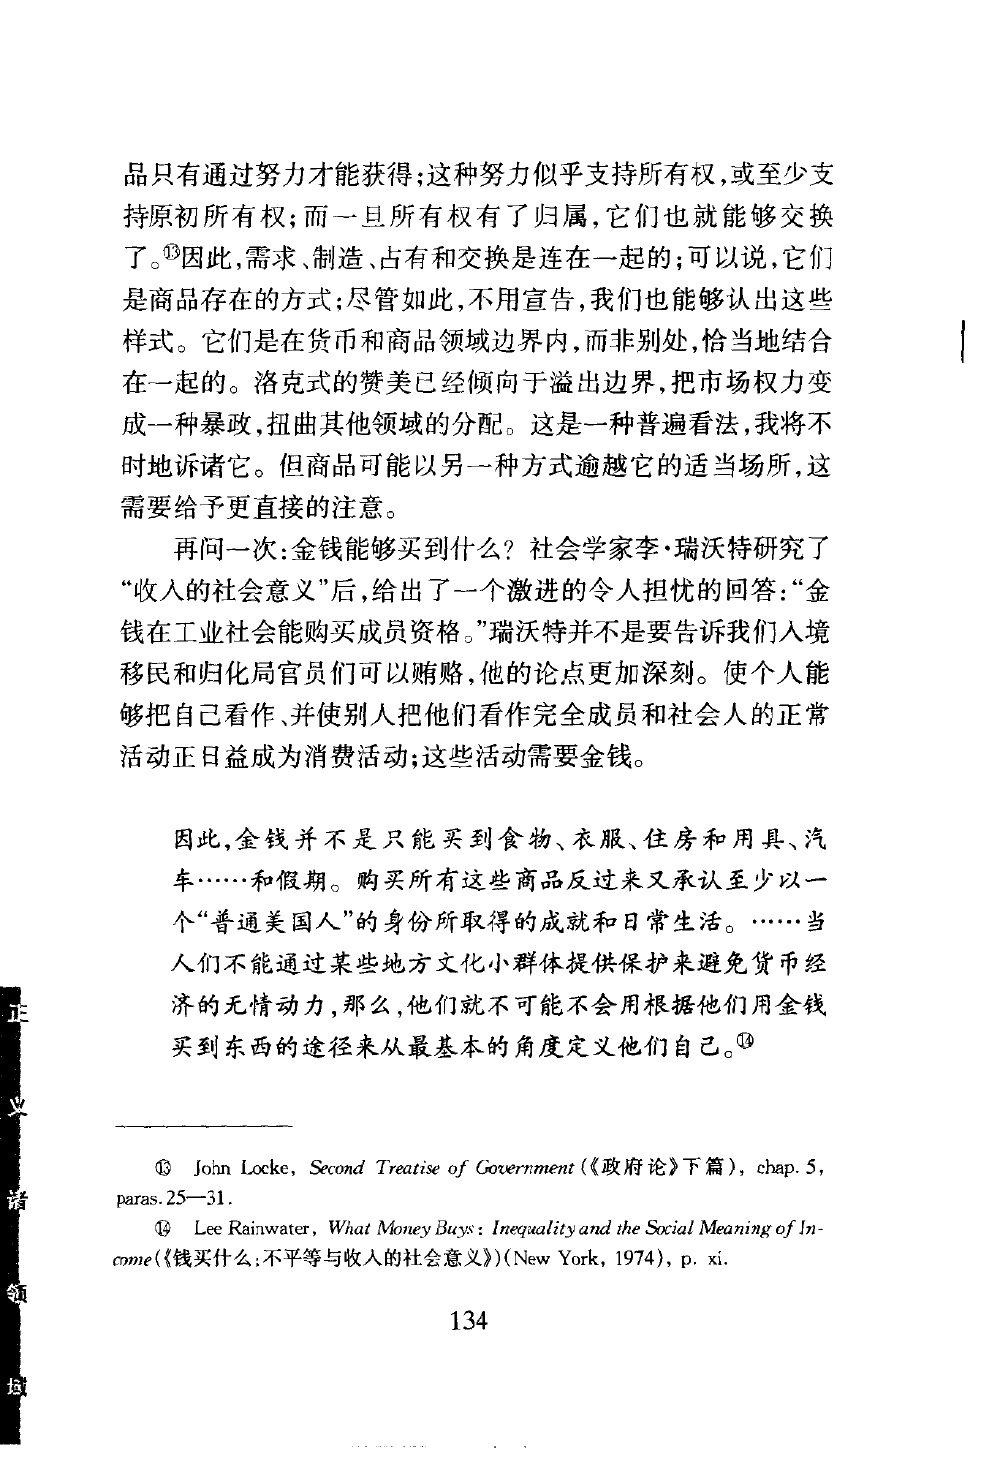 品只有通过努力才能获得;这种努力似乎支持所有权,或至少支
持原初所有权;而一旦所有权有了归属,它们也就能够交换
了。⑬因此,需求、制造、占有和交换是连在一起的;可以说,它们
是商品存在的方式;尽管如此,不用宣告,我们也能够认出这些
样式。它们是在货币和商品领域边界内,而非别处,恰当地结合
在一起的。洛克式的赞美已经倾向于溢出边界,把市场权力变
成一种暴政,扭曲其他领域的分配。这是一种普遍看法,我将不
时地诉诸它。但商品可能以另一种方式逾越它的适当场所,这
需要给予更直接的注意。
再问一次:金钱能够买到什么?社会学家李·瑞沃特研究了
“收入的社会意义”后,给出了一个激进的令人担忧的回答:“金
钱在工业社会能购买成员资格。”瑞沃特并不是要告诉我们入境
移民和归化局官员们可以贿赂,他的论点更加深刻。使个人能
够把自己看作、并使别人把他们看作完全成员和社会人的正常
活动正日益成为消费活动;这些活动需要金钱。
因此,金钱并不是只能买到食物、衣服、住房和用具、汽
车……和假期。购买所有这些商品反过来又承认至少以一
个“普通美国人”的身份所取得的成就和日常生活。……当
人们不能通过某些地方文化小群体提供保护来避免货币经
济的无情动力,那么,他们就不可能不会用根据他们用金钱
买到东西的途径来从最基本的角度定义他们自己。⑭
⑬ John Locke, Second Treatise of Government(《政府论》下篇), chap. 5,
paras. 25—31.
⑭ Lee Rainwater, What Money Buys: Inequality and the Social Meaning of In-
come(《钱买什么:不平等与收入的社会意义》)(New York, 1974), p. xi.
134
正
义
诸
领
域